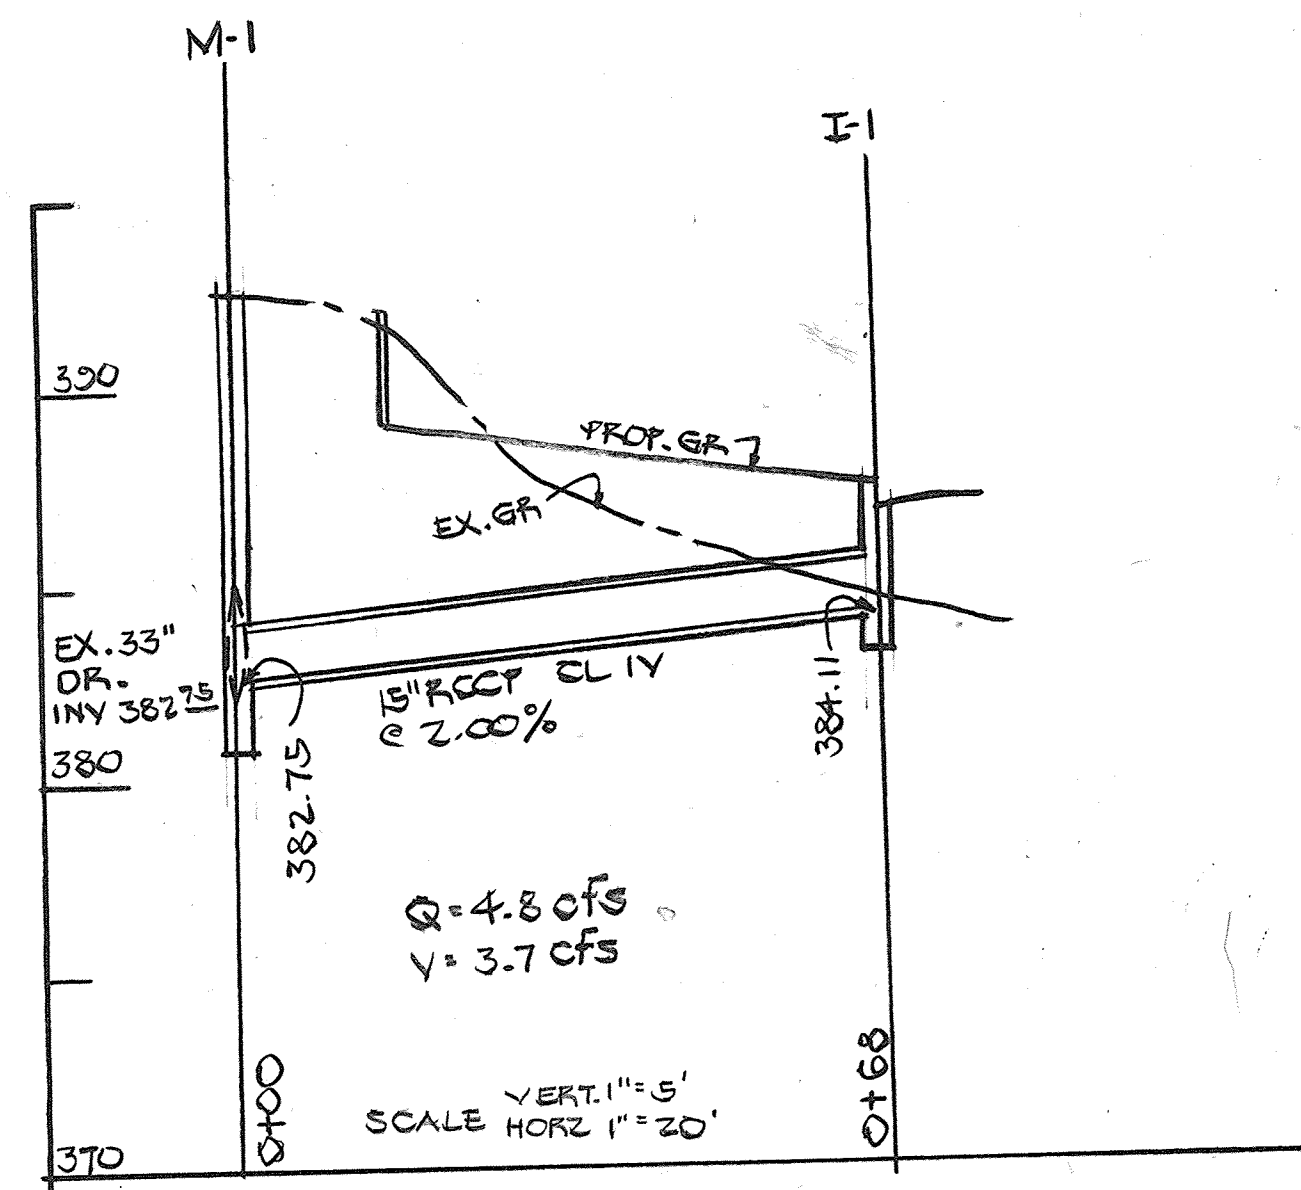 M-1
I-1
390
PROP. GR
EX. GR
EX. 33"
DR.
INV 382.75
15" RCCP CL IV
@ 2.00%
384.11
380
382.75
Q = 4.8 cfs
V = 3.7 cfs
0+00
0+68
SCALE VERT. 1" = 5'
HORZ 1" = 20'
370